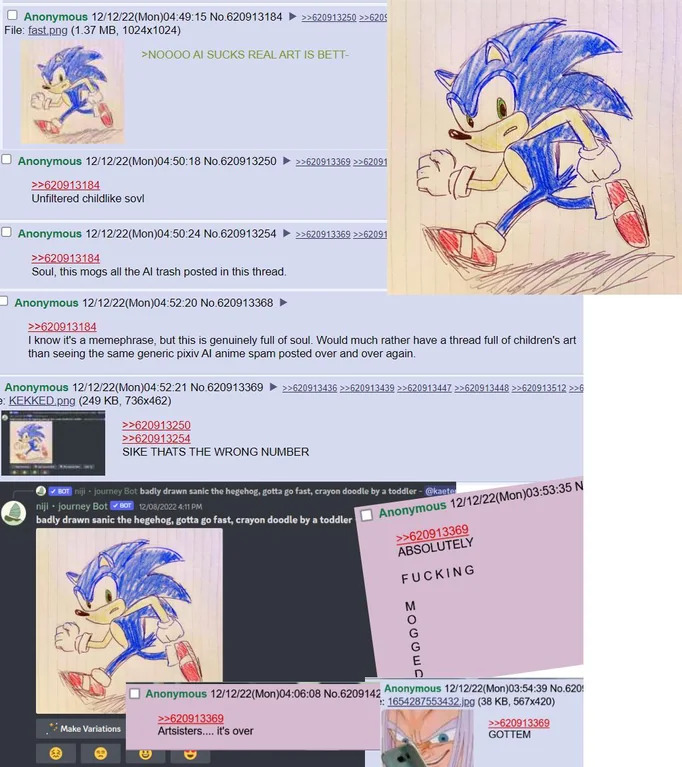 Anonymous 12/12/22(Mon)04:49:15 No.620913184 ▶ >>620913250
File: fast.png (1.37 MB, 1024x1024)
>NOOOO AI SUCKS REAL ART IS BETT-
Anonymous 12/12/22(Mon)04:50:18 No.620913250 ▶ >>620913369
>>620913184
Unfiltered childlike sovl
Anonymous 12/12/22(Mon)04:50:24 No.620913254 ▶ >>620913369
>>620913184
Soul, this mogs all the AI trash posted in this thread.
Anonymous 12/12/22(Mon)04:52:20 No.620913368 ▶
>>620913184
I know it's a memephrase, but this is genuinely full of soul. Would much rather have a thread full of children's art
than seeing the same generic pixiv AI anime spam posted over and over again.
Anonymous 12/12/22(Mon)04:52:21 No.620913369 ▶ >>620913436 >>620913439 >>620913447 >>620913448 >>620913512
: KEKKED.png (249 KB, 736x462)
>>620913250
>>620913254
SIKE THATS THE WRONG NUMBER
BOT niji・journey Bot badly drawn sanic the hegehog, gotta go fast, crayon doodle by a toddler -
niji・journey Bot BOT 12/08/2022 4:11 PM
badly drawn sanic the hegehog, gotta go fast, crayon doodle by a toddler
Make Variations
Anonymous 12/12/22(Mon)03:53:35 N
>>620913369
ABSOLUTELY
F U C K I N G
M
O
G
G
E
D
Anonymous 12/12/22(Mon)04:06:08 No.6209142
>>620913369
Artsisters.... it's over
Anonymous 12/12/22(Mon)03:54:39 No.620
: 1654287553432.jpg (38 KB, 567x420)
>>620913369
GOTTEM